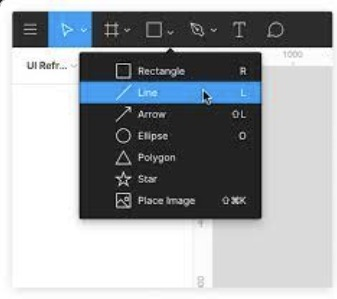 UI Refr...
1000
Rectangle R
Line L
Arrow ⇧L
Ellipse O
Polygon
Star
Place Image ⇧⌘K